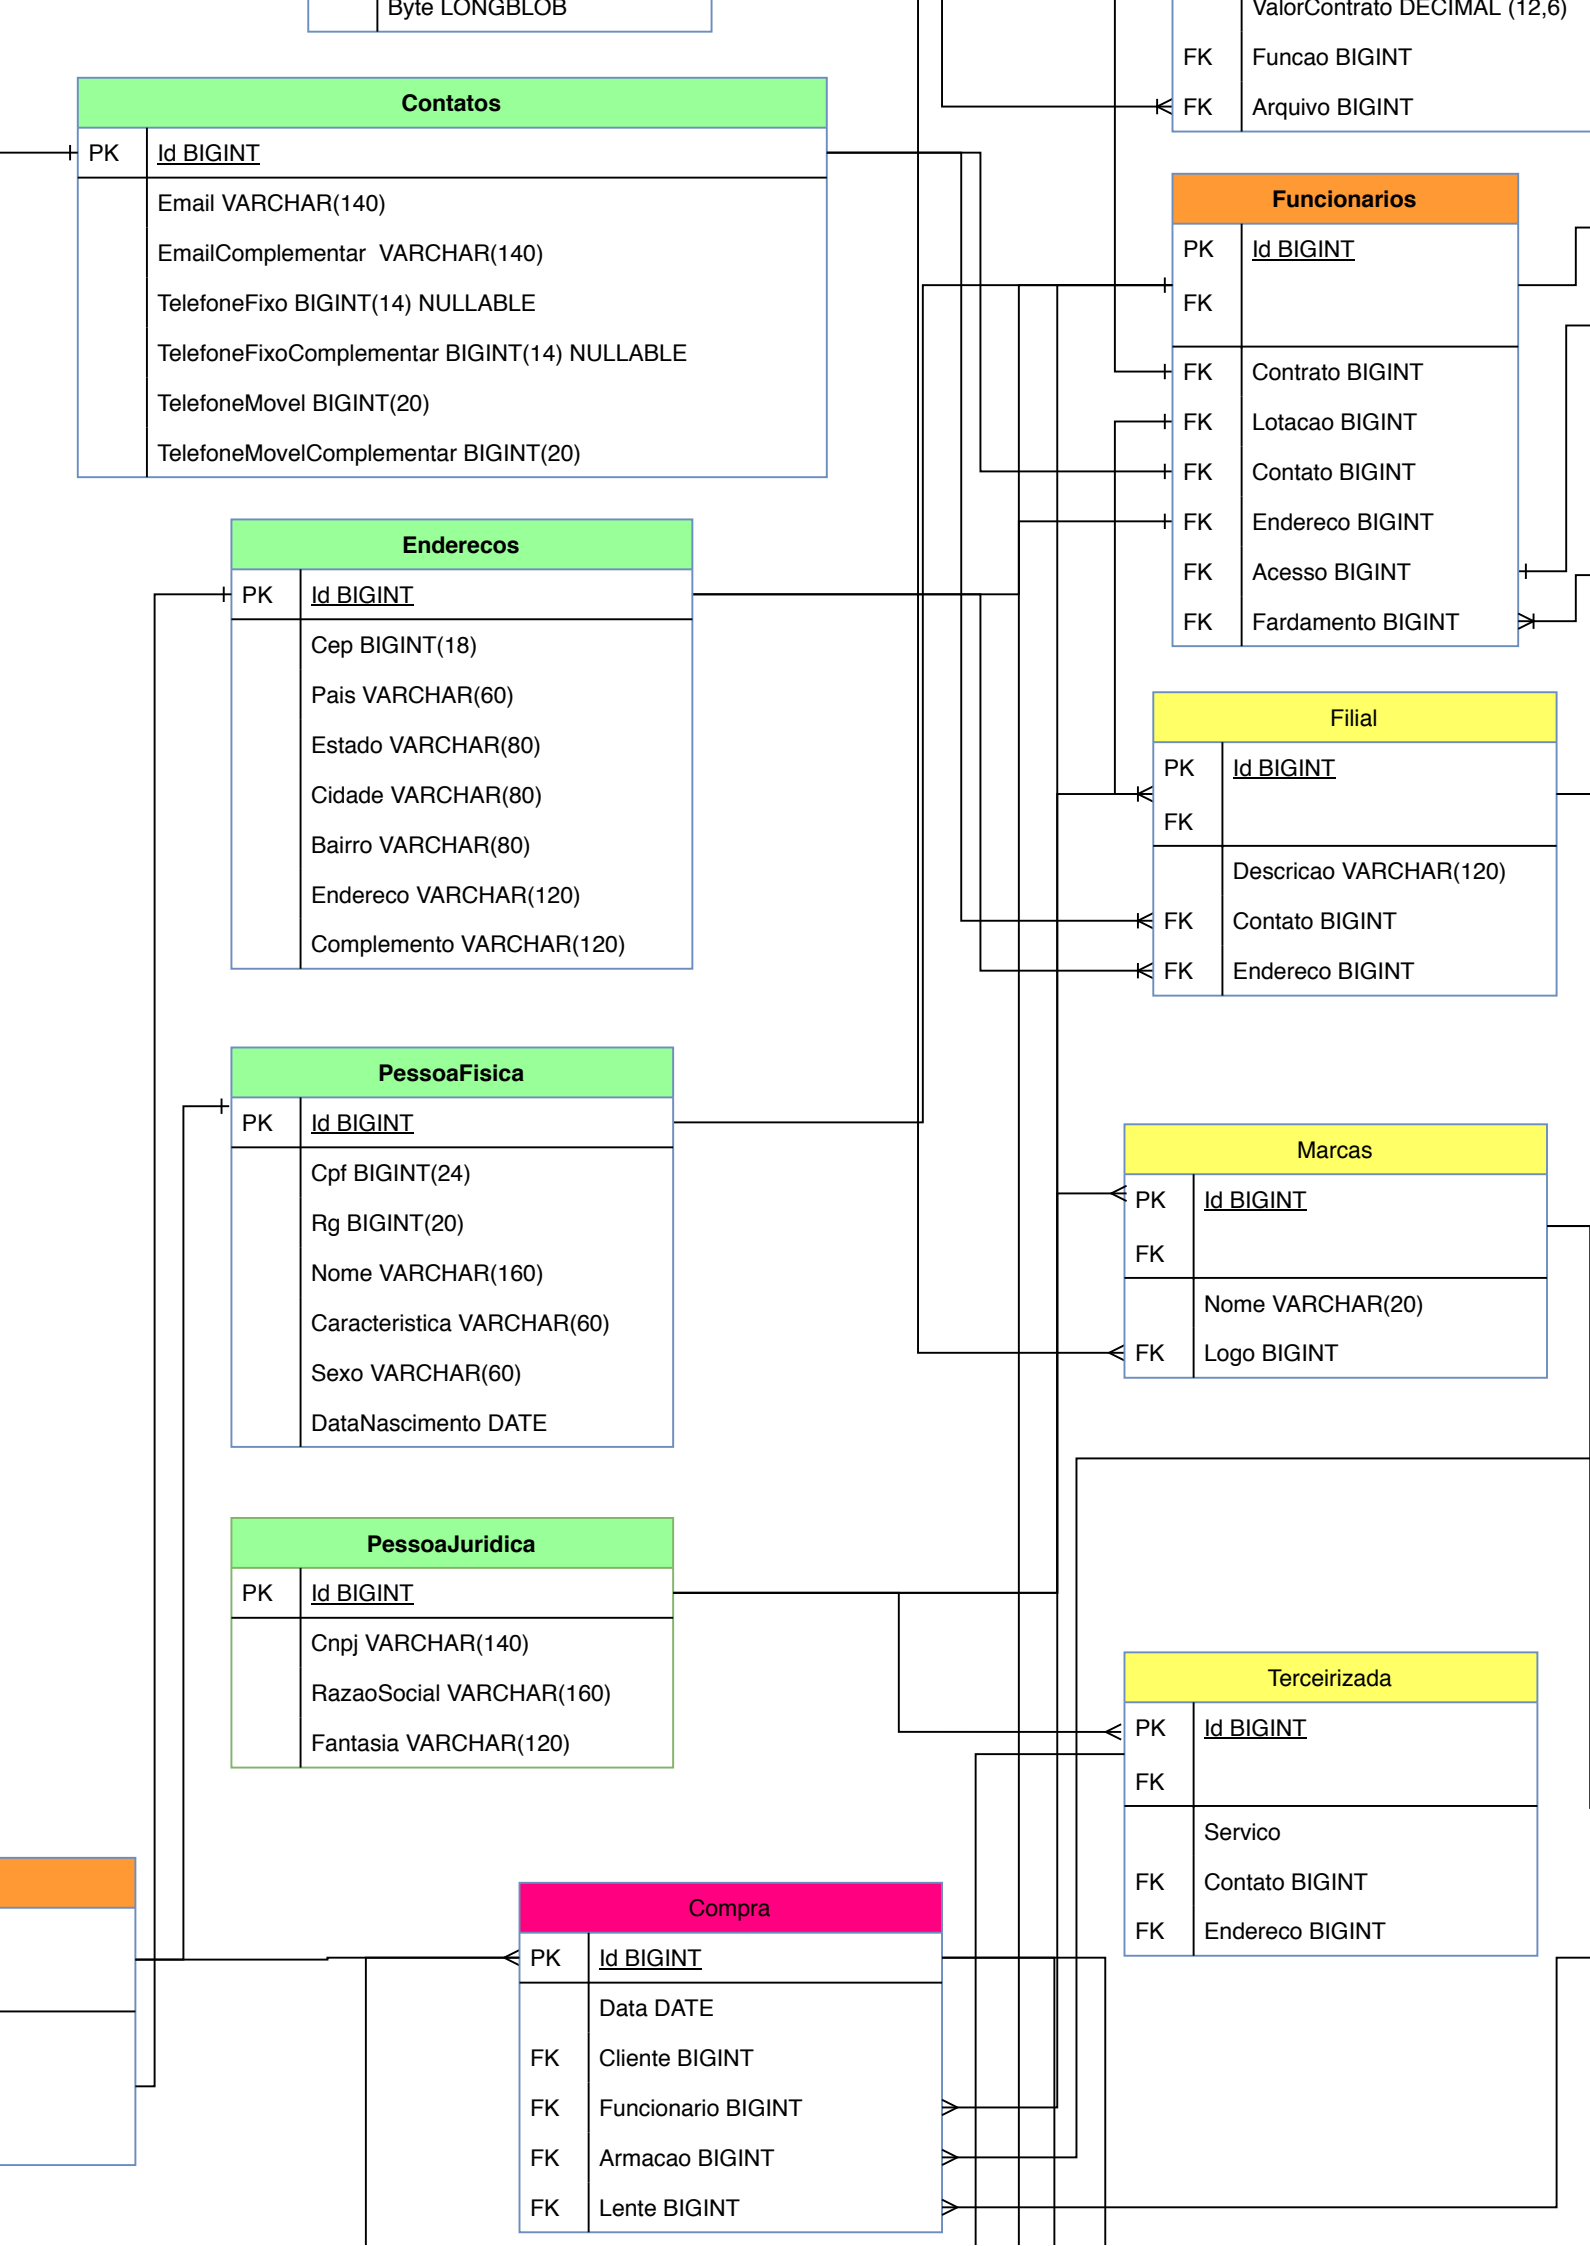 Byte LONGBLOB
Contatos
PK Id BIGINT
Email VARCHAR(140)
EmailComplementar VARCHAR(140)
TelefoneFixo BIGINT(14) NULLABLE
TelefoneFixoComplementar BIGINT(14) NULLABLE
TelefoneMovel BIGINT(20)
TelefoneMovelComplementar BIGINT(20)
Enderecos
PK Id BIGINT
Cep BIGINT(18)
Pais VARCHAR(60)
Estado VARCHAR(80)
Cidade VARCHAR(80)
Bairro VARCHAR(80)
Endereco VARCHAR(120)
Complemento VARCHAR(120)
PessoaFisica
PK Id BIGINT
Cpf BIGINT(24)
Rg BIGINT(20)
Nome VARCHAR(160)
Caracteristica VARCHAR(60)
Sexo VARCHAR(60)
DataNascimento DATE
PessoaJuridica
PK Id BIGINT
Cnpj VARCHAR(140)
RazaoSocial VARCHAR(160)
Fantasia VARCHAR(120)
Compra
PK Id BIGINT
Data DATE
FK Cliente BIGINT
FK Funcionario BIGINT
FK Armacao BIGINT
FK Lente BIGINT
ValorContrato DECIMAL (12,6)
FK Funcao BIGINT
FK Arquivo BIGINT
Funcionarios
PK Id BIGINT
FK
FK Contrato BIGINT
FK Lotacao BIGINT
FK Contato BIGINT
FK Endereco BIGINT
FK Acesso BIGINT
FK Fardamento BIGINT
Filial
PK Id BIGINT
FK
Descricao VARCHAR(120)
FK Contato BIGINT
FK Endereco BIGINT
Marcas
PK Id BIGINT
FK
Nome VARCHAR(20)
FK Logo BIGINT
Terceirizada
PK Id BIGINT
FK
Servico
FK Contato BIGINT
FK Endereco BIGINT